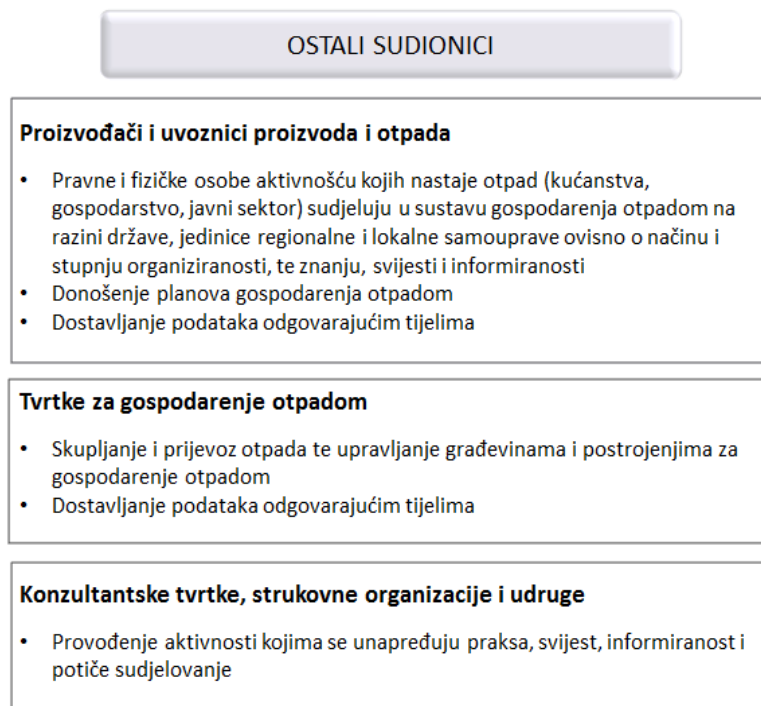 OSTALI SUDIONICI
Proizvođači i uvoznici proizvoda i otpada
• Pravne i fizičke osobe aktivnošću kojih nastaje otpad (kućanstva,
gospodarstvo, javni sektor) sudjeluju u sustavu gospodarenja otpadom na
razini države, jedinice regionalne i lokalne samouprave ovisno o načinu i
stupnju organiziranosti, te znanju, svijesti i informiranosti
• Donošenje planova gospodarenja otpadom
• Dostavljanje podataka odgovarajućim tijelima
Tvrtke za gospodarenje otpadom
• Skupljanje i prijevoz otpada te upravljanje građevinama i postrojenjima za
gospodarenje otpadom
• Dostavljanje podataka odgovarajućim tijelima
Konzultantske tvrtke, strukovne organizacije i udruge
• Provođenje aktivnosti kojima se unapređuju praksa, svijest, informiranost i
potiče sudjelovanje